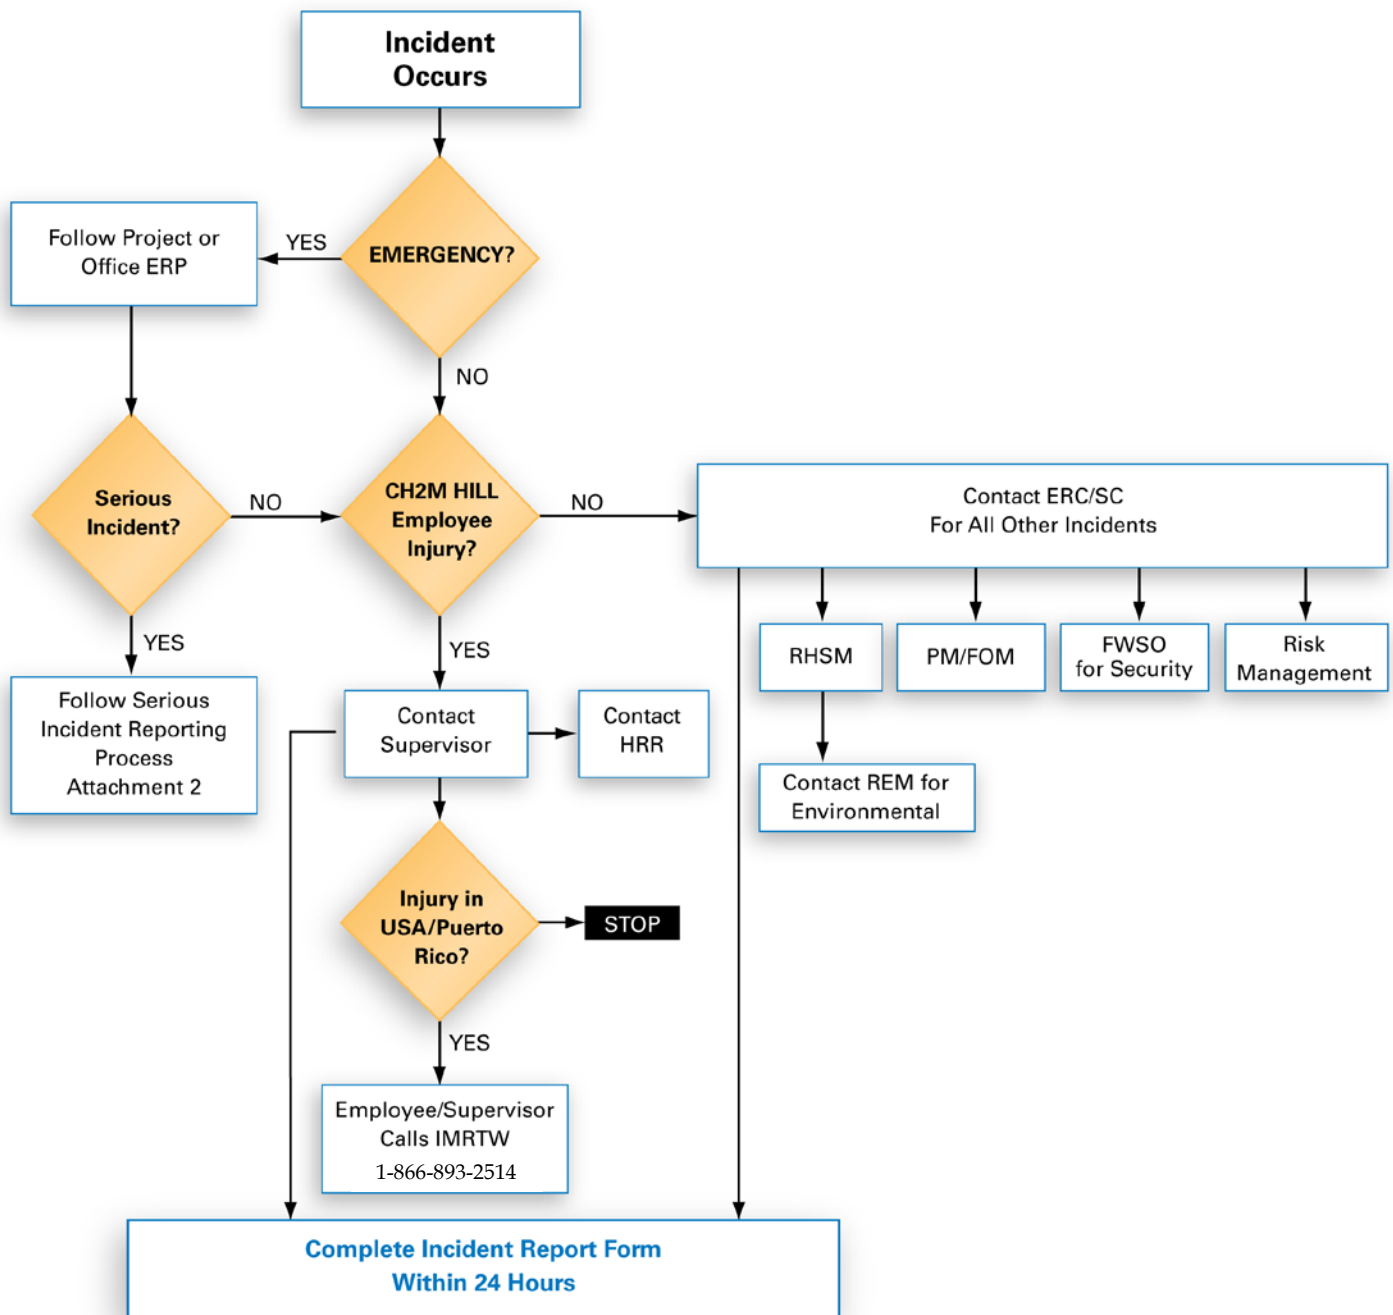 Incident
Occurs
EMERGENCY?
YES
Follow Project or
Office ERP
NO
Serious
Incident?
NO
CH2M HILL
Employee
Injury?
NO
Contact ERC/SC
For All Other Incidents
YES
Follow Serious
Incident Reporting
Process
Attachment 2
YES
Contact
Supervisor
Contact
HRR
RHSM
PM/FOM
FWSO
for Security
Risk
Management
Contact REM for
Environmental
Injury in
USA/Puerto
Rico?
STOP
YES
Employee/Supervisor
Calls IMRTW
1-866-893-2514
Complete Incident Report Form
Within 24 Hours